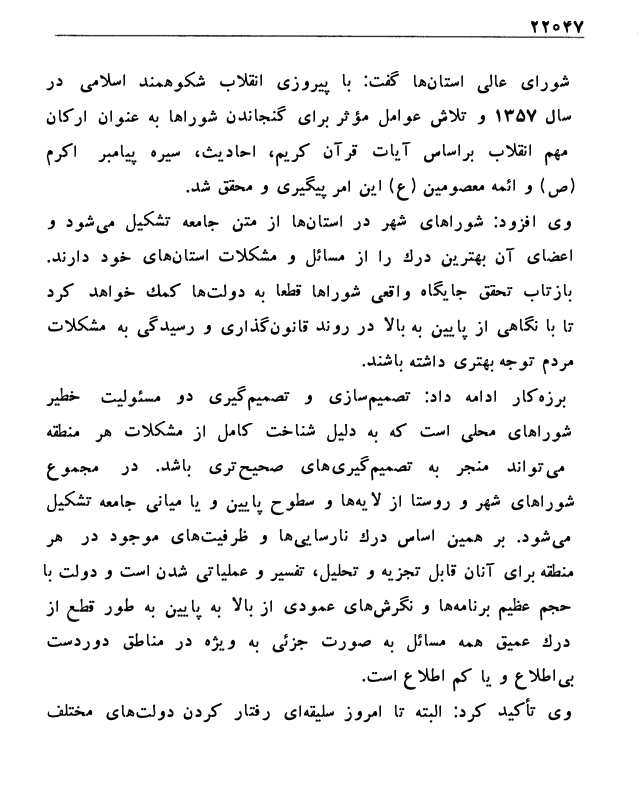 ۲۲۰۴۷
شورای عالی استان‌ها گفت: با پیروزی انقلاب شکوهمند اسلامی در
سال ۱۳۵۷ و تلاش عوامل مؤثر برای گنجاندن شوراها به عنوان ارکان
مهم انقلاب براساس آیات قرآن کریم، احادیث، سیره پیامبر اکرم
(ص) و ائمه معصومین (ع) این امر پیگیری و محقق شد.
وی افزود: شوراهای شهر در استان‌ها از متن جامعه تشکیل می‌شود و
اعضای آن بهترین درك را از مسائل و مشکلات استان‌های خود دارند.
بازتاب تحقق جایگاه واقعی شوراها قطعا به دولت‌ها کمك خواهد کرد
تا با نگاهی از پایین به بالا در روند قانون‌گذاری و رسیدگی به مشکلات
مردم توجه بهتری داشته باشند.
برزه‌کار ادامه داد: تصمیم‌سازی و تصمیم‌گیری دو مسئولیت خطیر
شوراهای محلی است که به دلیل شناخت کامل از مشکلات هر منطقه
می‌تواند منجر به تصمیم‌گیری‌های صحیح‌تری باشد. در مجموع
شوراهای شهر و روستا از لایه‌ها و سطوح پایین و یا میانی جامعه تشکیل
می‌شود. بر همین اساس درك نارسایی‌ها و ظرفیت‌های موجود در هر
منطقه برای آنان قابل تجزیه و تحلیل، تفسیر و عملیاتی شدن است و دولت با
حجم عظیم برنامه‌ها و نگرش‌های عمودی از بالا به پایین به طور قطع از
درك عمیق همه مسائل به صورت جزئی به ویژه در مناطق دوردست
بی‌اطلاع و یا کم اطلاع است.
وی تأکید کرد: البته تا امروز سلیقه‌ای رفتار کردن دولت‌های مختلف